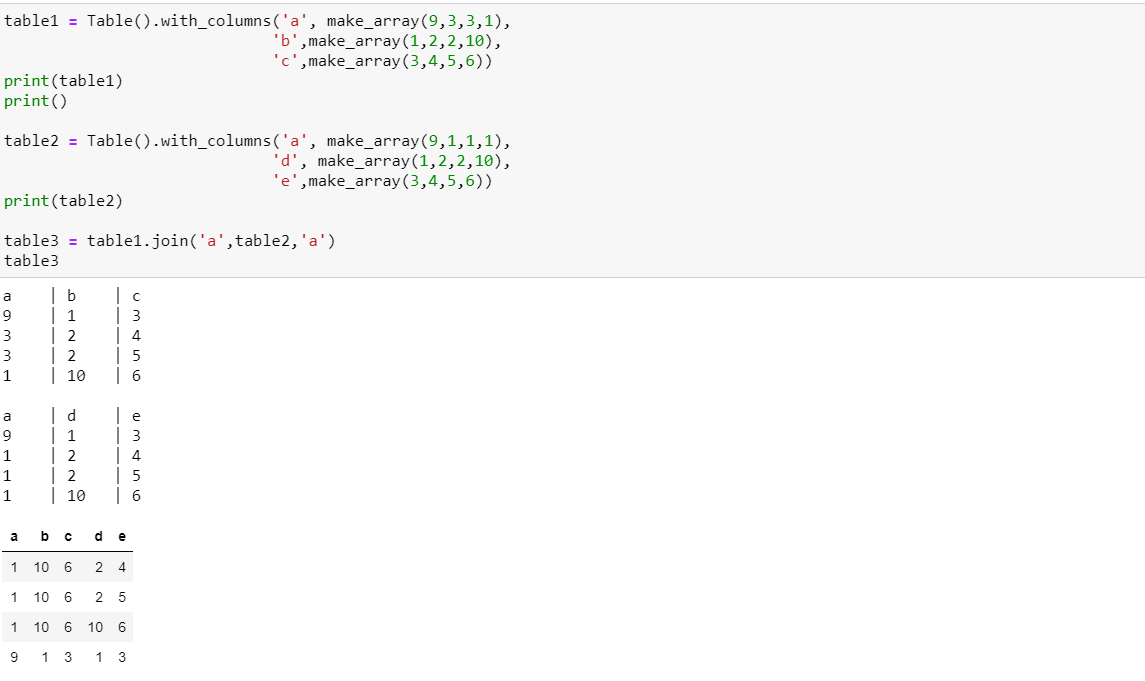 table1 = Table().with_columns('a', make_array(9,3,3,1),
'b',make_array(1,2,2,10),
'c',make_array(3,4,5,6))
print(table1)
print()
table2 = Table().with_columns('a', make_array(9,1,1,1),
'd', make_array(1,2,2,10),
'e',make_array(3,4,5,6))
print(table2)
table3 = table1.join('a',table2,'a')
table3
a | b | c
9 | 1 | 3
3 | 2 | 4
3 | 2 | 5
1 | 10 | 6
a | d | e
9 | 1 | 3
1 | 2 | 4
1 | 2 | 5
1 | 10 | 6
a b c d e
1 10 6 2 4
1 10 6 2 5
1 10 6 10 6
9 1 3 1 3